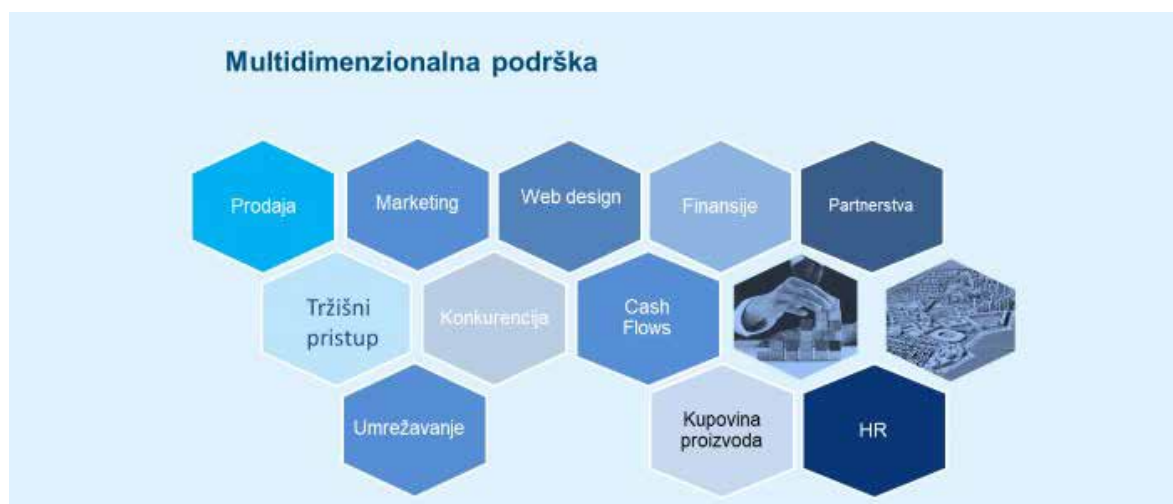 Multidimenzionalna podrška
Prodaja
Marketing
Web design
Finansije
Partnerstva
Tržišni
pristup
Konkurencija
Cash
Flows
Umrežavanje
Kupovina
proizvoda
HR